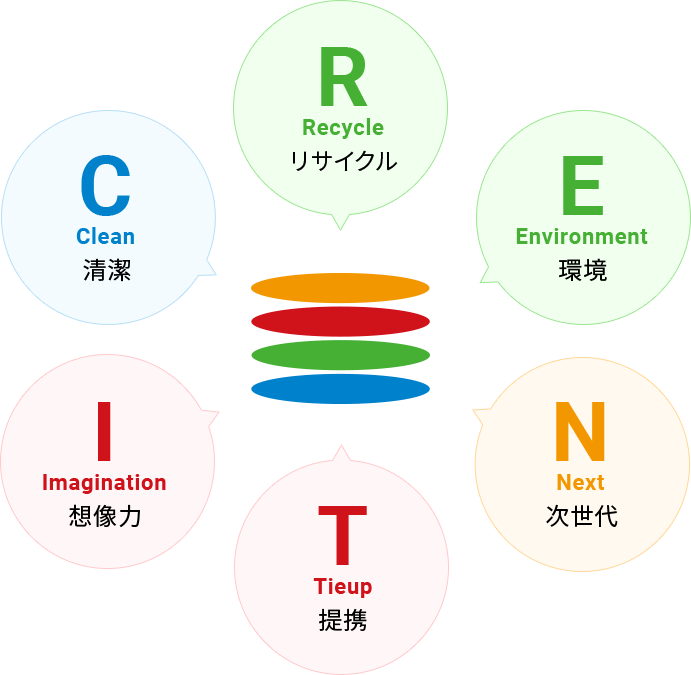 R
Recycle
リサイクル
C
Clean
清潔
E
Environment
環境
I
Imagination
想像力
N
Next
次世代
T
Tieup
提携